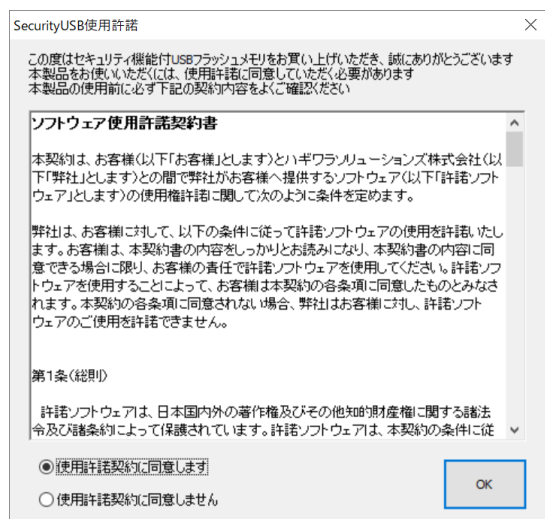 SecurityUSB使用許諾
この度はセキュリティ機能付USBフラッシュメモリをお買い上げいただき、誠にありがとうございます
本製品をお使いいただくには、使用許諾に同意していただく必要があります
本製品の使用前に必ず下記の契約内容をよくご確認ください
ソフトウェア使用許諾契約書
本契約は、お客様(以下「お客様」とします)とハギワラソリューションズ株式会社(以
下「弊社」とします)との間で弊社がお客様へ提供するソフトウェア(以下「許諾ソフト
ウェア」とします)の使用権許諾に関して次のように条件を定めます。
弊社は、お客様に対して、以下の条件に従って許諾ソフトウェアの使用を許諾いたし
ます。お客様は、本契約書の内容をしっかりとお読みになり、本契約書の内容に同
意できる場合に限り、お客様の責任で許諾ソフトウェアを使用してください。許諾ソフ
トウェアを使用することによって、お客様は本契約の各条項に同意したものとみなさ
れます。本契約の各条項に同意されない場合、弊社はお客様に対し、許諾ソフト
ウェアのご使用を許諾できません。
第1条(総則)
許諾ソフトウェアは、日本国内外の著作権及びその他知的財産権に関する諸法
令及び諸条約によって保護されています。許諾ソフトウェアは、本契約の条件に従
使用許諾契約に同意します
使用許諾契約に同意しません
OK